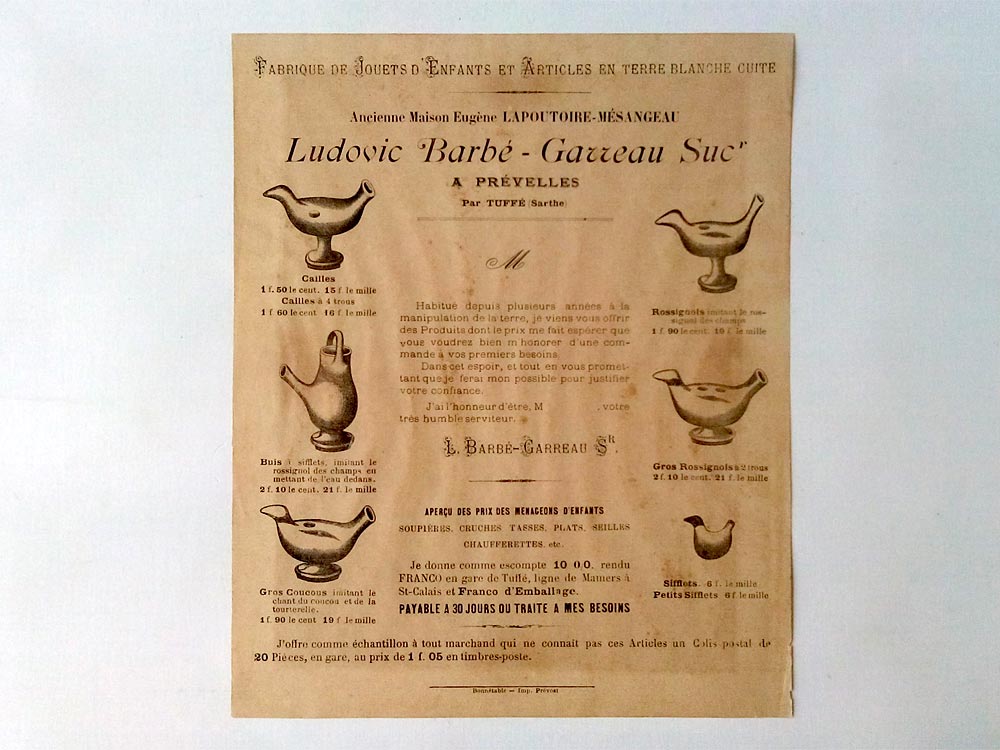 FABRIQUE DE JOUETS D'ENFANTS ET ARTICLES EN TERRE BLANCHE CUITE
Ancienne Maison Eugène LAPOUTOIRE-MÉSANGEAU
Ludovic Barbé-Garreau Sucr
A PRÉVELLES
Par TUFFÉ (Sarthe)
Cailles
1 f. 50 le cent. 15 f. le mille
Cailles à 4 trous
1 f. 60 le cent 16 f. le mille
Buis à sifflets, imitant le
rossignol des champs en
mettant de l'eau dedans.
2 f. 10 le cent. 21 f. le mille
Gros Coucous imitant le
chant du coucou et de la
tourterelle.
1 f. 90 le cent 19 f. le mille
M
Habitué depuis plusieurs années à la
manipulation de la terre, je viens vous offrir
des Produits dont le prix me fait espérer que
vous voudrez bien m'honorer d'une com-
mande à vos premiers besoins.
Dans cet espoir, et tout en vous promet-
tant que je ferai mon possible pour justifier
votre confiance.
J'ai l'honneur d'être, M , votre
très humble serviteur.
L. BARBÉ-GARREAU SR.
APERÇU DES PRIX DES MENAGEONS D'ENFANTS
SOUPIÈRES, CRUCHES TASSES, PLATS, SEILLES
CHAUFFERETTES, etc.
Je donne comme escompte 10 0/0, rendu
FRANCO en gare de Tuffé, ligne de Mamers à
St-Calais et Franco d'Emballage.
PAYABLE A 30 JOURS OU TRAITE A MES BESOINS
Rossignols imitant le ros-
signol des champs
1 f. 90 le cent. 19 f. le mille
Gros Rossignols à 2 trous
2 f. 10 le cent. 21 f. le mille
Sifflets. 6 f. le mille
Petits Sifflets 6 f. le mille
J'offre comme échantillon à tout marchand qui ne connaît pas ces Articles un Colis postal de
20 Pièces, en gare, au prix de 1 f. 05 en timbres-poste.
Bonnétable — Imp. Prévost